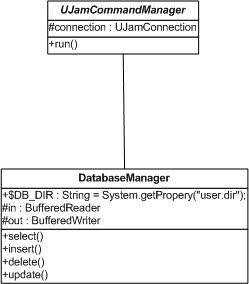 UJamCommandManager
#connection : UJamConnection
+run()
DatabaseManager
+$DB_DIR : String = System.getPropery("user.dir");
#in : BufferedReader
#out : BufferedWriter
+select()
+insert()
+delete()
+update()